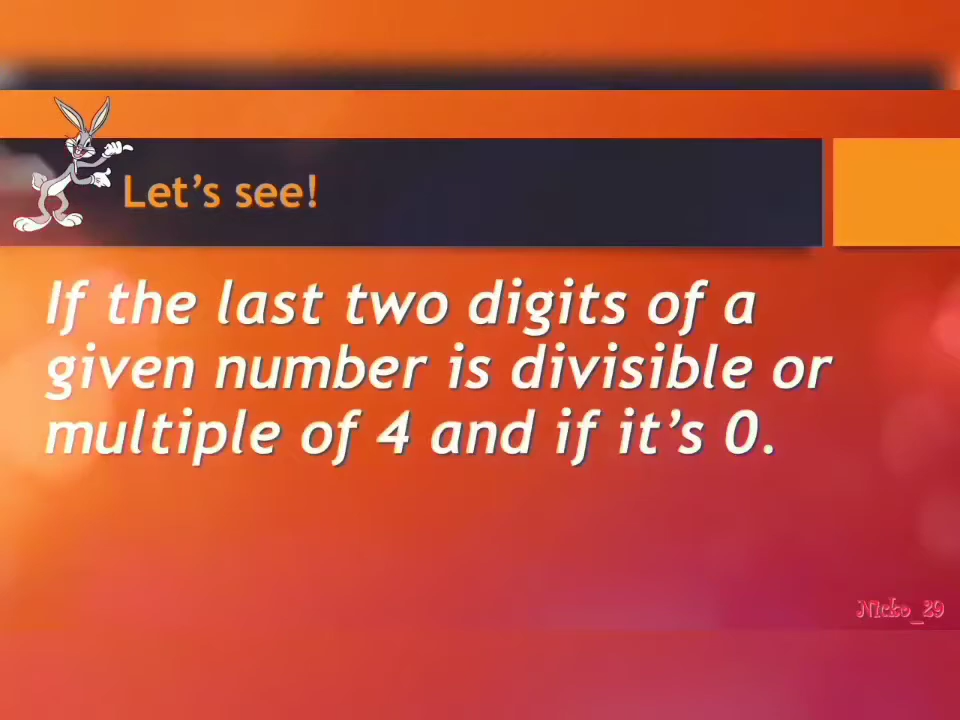 Let's see!
If the last two digits of a
given number is divisible or
multiple of 4 and if it's 0.
Nicko_29